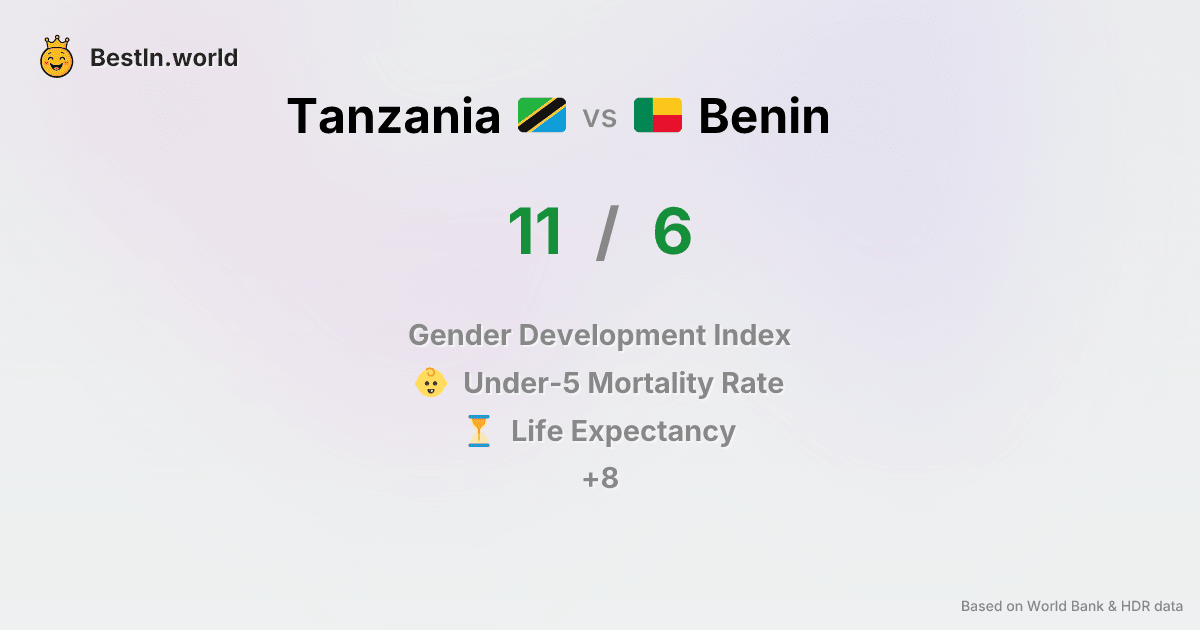 BestIn.world
Tanzania vs Benin
11 / 6
Gender Development Index
Under-5 Mortality Rate
Life Expectancy
+8
Based on World Bank & HDR data